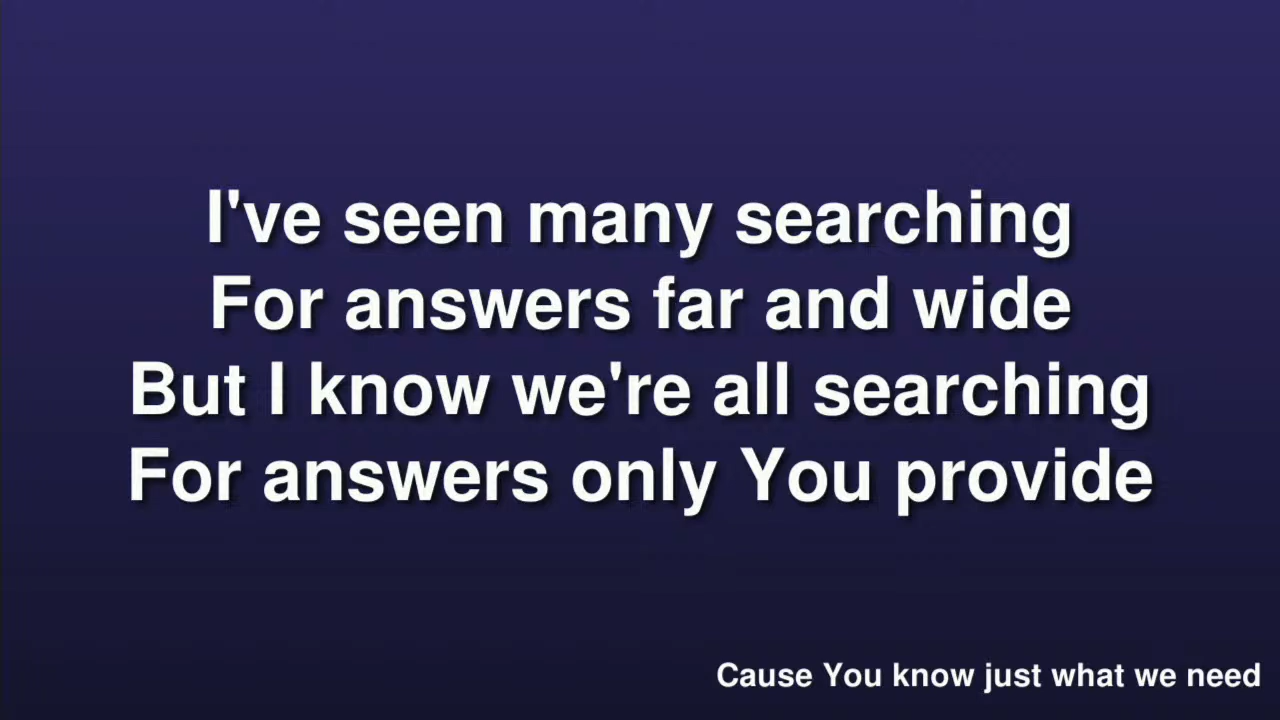 I've seen many searching
For answers far and wide
But I know we're all searching
For answers only You provide
Cause You know just what we need